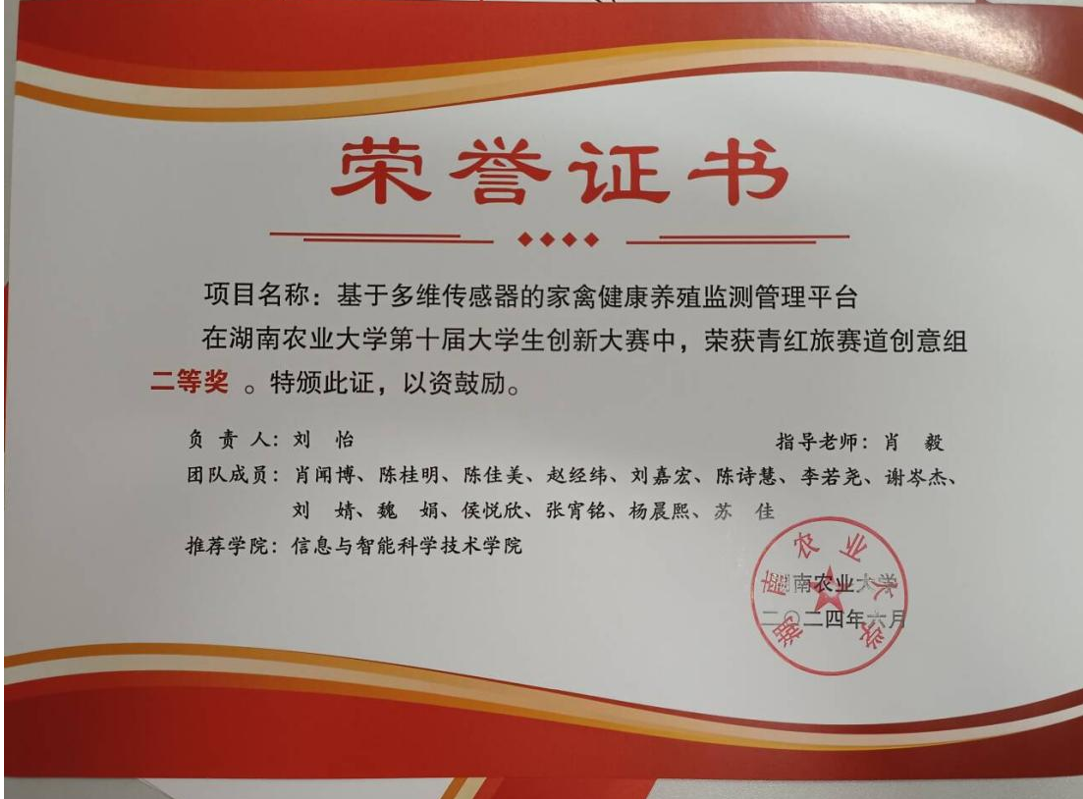 荣誉证书
项目名称：基于多维传感器的家禽健康养殖监测管理平台
在湖南农业大学第十届大学生创新大赛中，荣获青红旅赛道创意组
二等奖 。特颁此证，以资鼓励。
负 责 人：刘　怡　指导老师：肖　毅
团队成员：肖闻博、陈桂明、陈佳美、赵经纬、刘嘉宏、陈诗慧、李若尧、谢岑杰、
刘　婧、魏　娟、侯悦欣、张宵铭、杨晨熙、苏　佳
推荐学院：信息与智能科学技术学院
湖南农业大学
湖南农业大学
二〇二四年六月